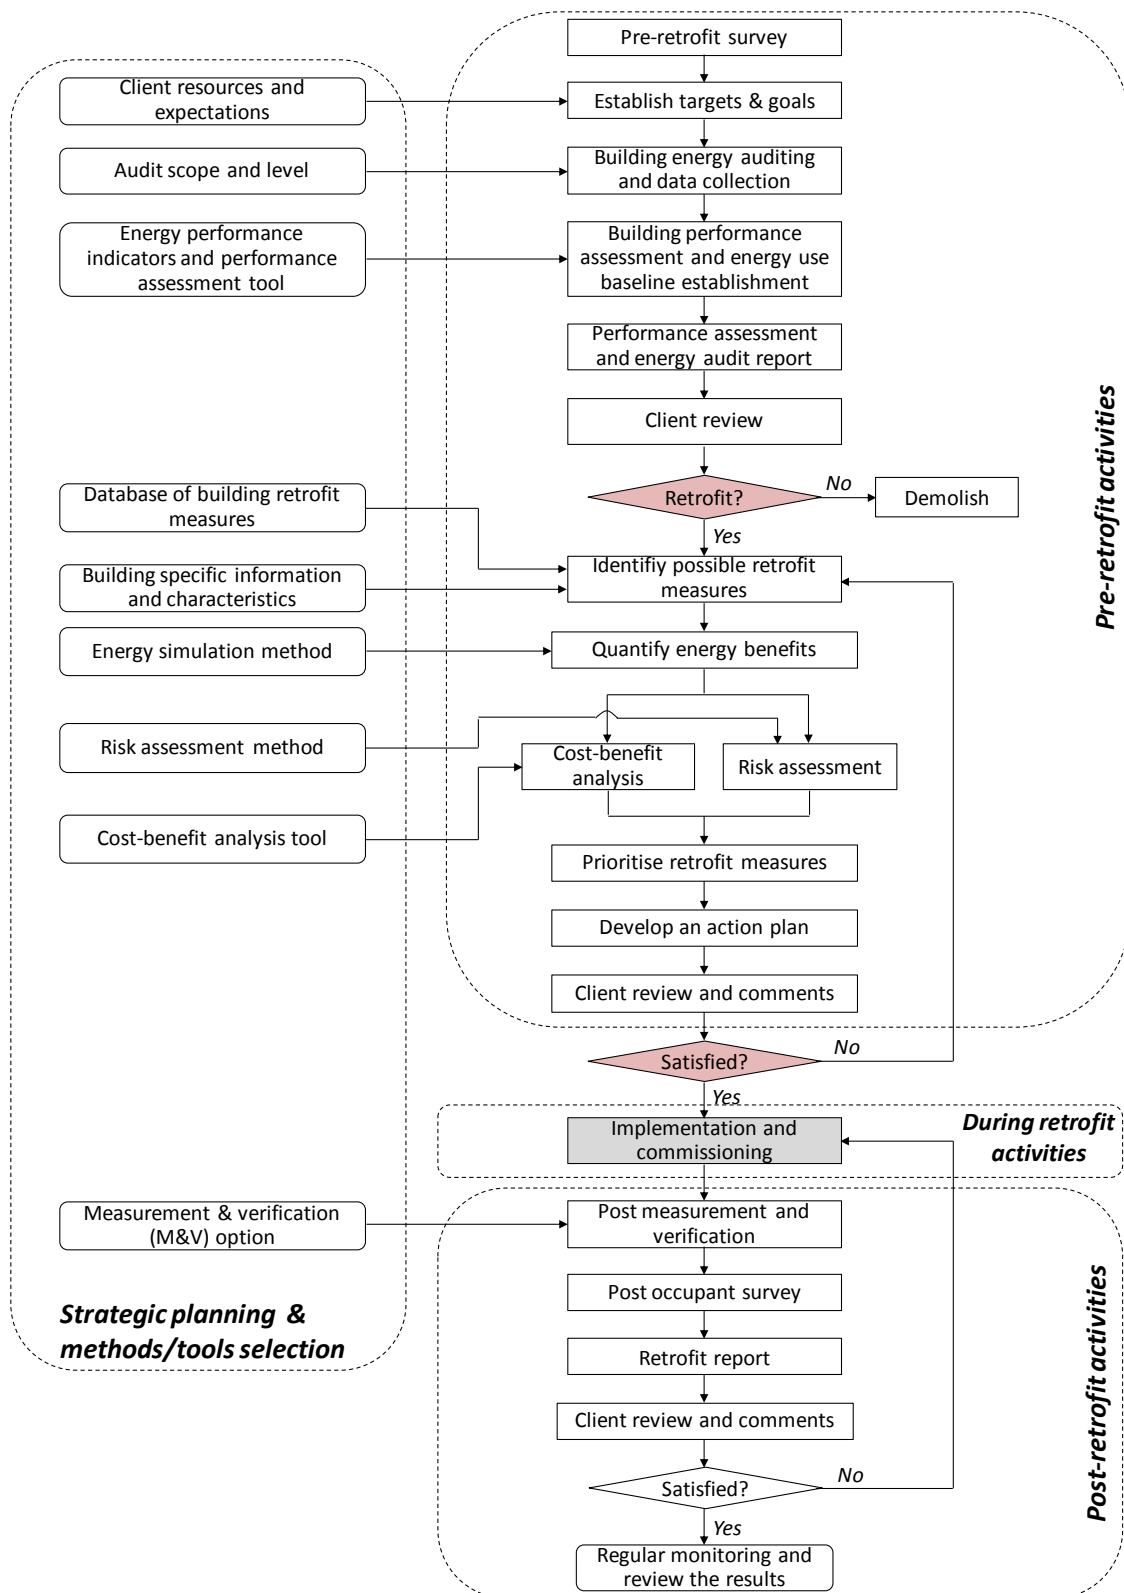 Pre-retrofit survey
Client resources and
expectations
Establish targets & goals
Audit scope and level
Building energy auditing
and data collection
Energy performance
indicators and performance
assessment tool
Building performance
assessment and energy use
baseline establishment
Performance assessment
and energy audit report
Client review
Pre-retrofit activities
Database of building retrofit
measures
Retrofit?
No
Demolish
Yes
Building specific information
and characteristics
Identifiy possible retrofit
measures
Energy simulation method
Quantify energy benefits
Risk assessment method
Cost-benefit
analysis
Risk assessment
Cost-benefit analysis tool
Prioritise retrofit measures
Develop an action plan
Client review and comments
Satisfied?
No
Yes
Implementation and
commissioning
During retrofit
activities
Measurement & verification
(M&V) option
Post measurement and
verification
Post occupant survey
Strategic planning &
methods/tools selection
Retrofit report
Client review and comments
Post-retrofit activities
Satisfied?
No
Yes
Regular monitoring and
review the results